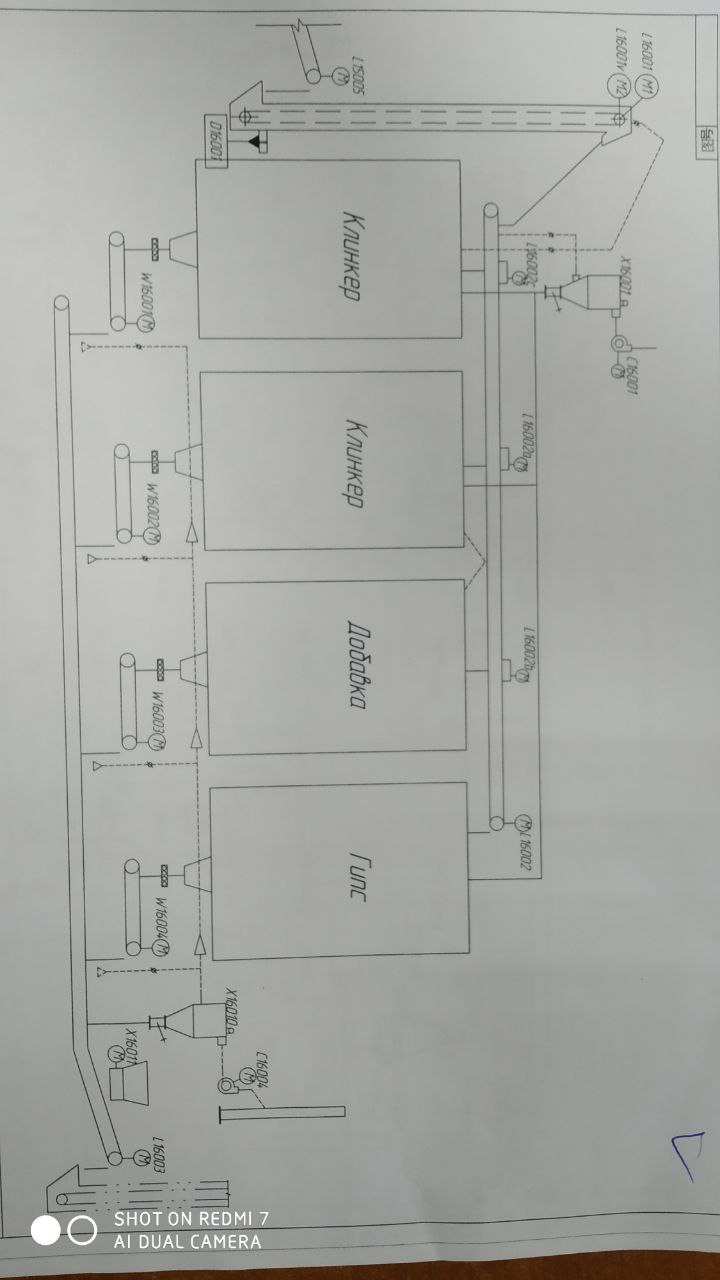 L16001 M1
L16001v M2
X16001
C16001
M
L16002c
M
L16002a
M
L16002b
M
M L16002
Клинкер
Клинкер
Добавка
Гипс
L15005
M
D16001
C16004
M
X16010
W16001 M
W16002 M
W16003 M
W16004 M
X16011
M
L16003
M
SHOT ON REDMI 7
AI DUAL CAMERA